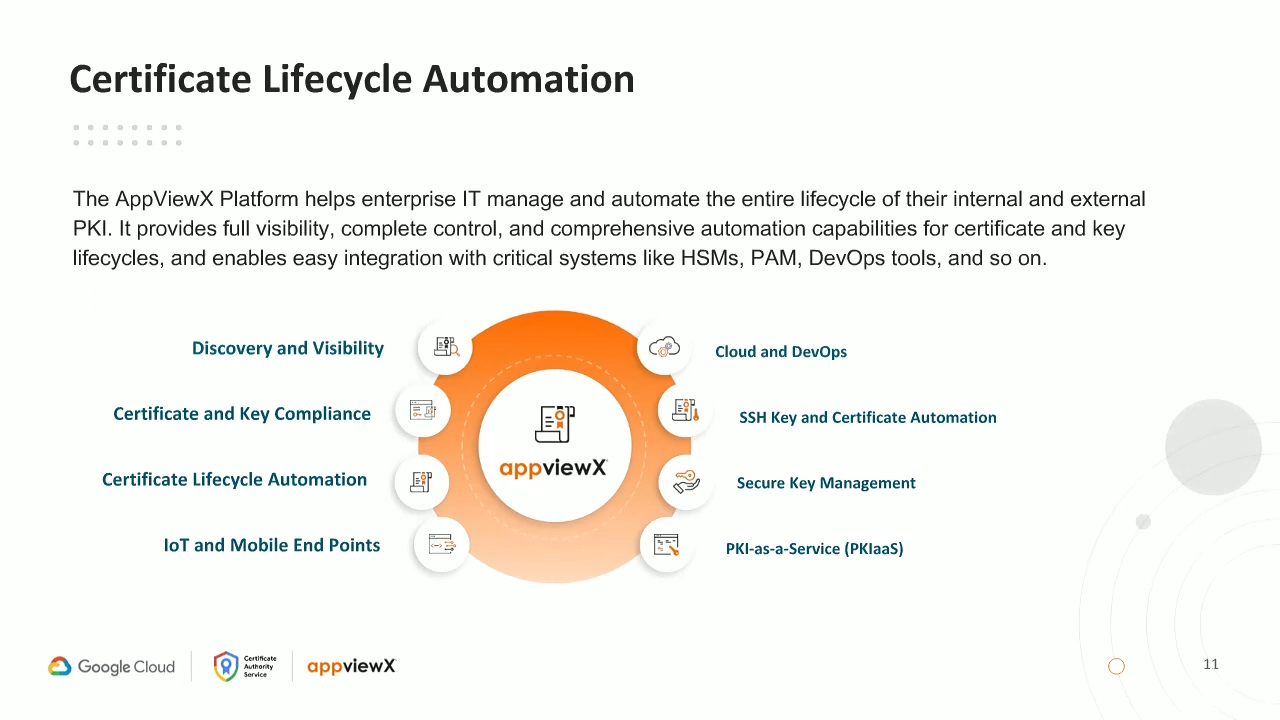 Certificate Lifecycle Automation
The AppViewX Platform helps enterprise IT manage and automate the entire lifecycle of their internal and external
PKI. It provides full visibility, complete control, and comprehensive automation capabilities for certificate and key
lifecycles, and enables easy integration with critical systems like HSMs, PAM, DevOps tools, and so on.
Discovery and Visibility
Certificate and Key Compliance
Certificate Lifecycle Automation
IoT and Mobile End Points
appviewX
Cloud and DevOps
SSH Key and Certificate Automation
Secure Key Management
PKI-as-a-Service (PKIaaS)
Google Cloud
Certificate
Authority
Service
appviewX
11